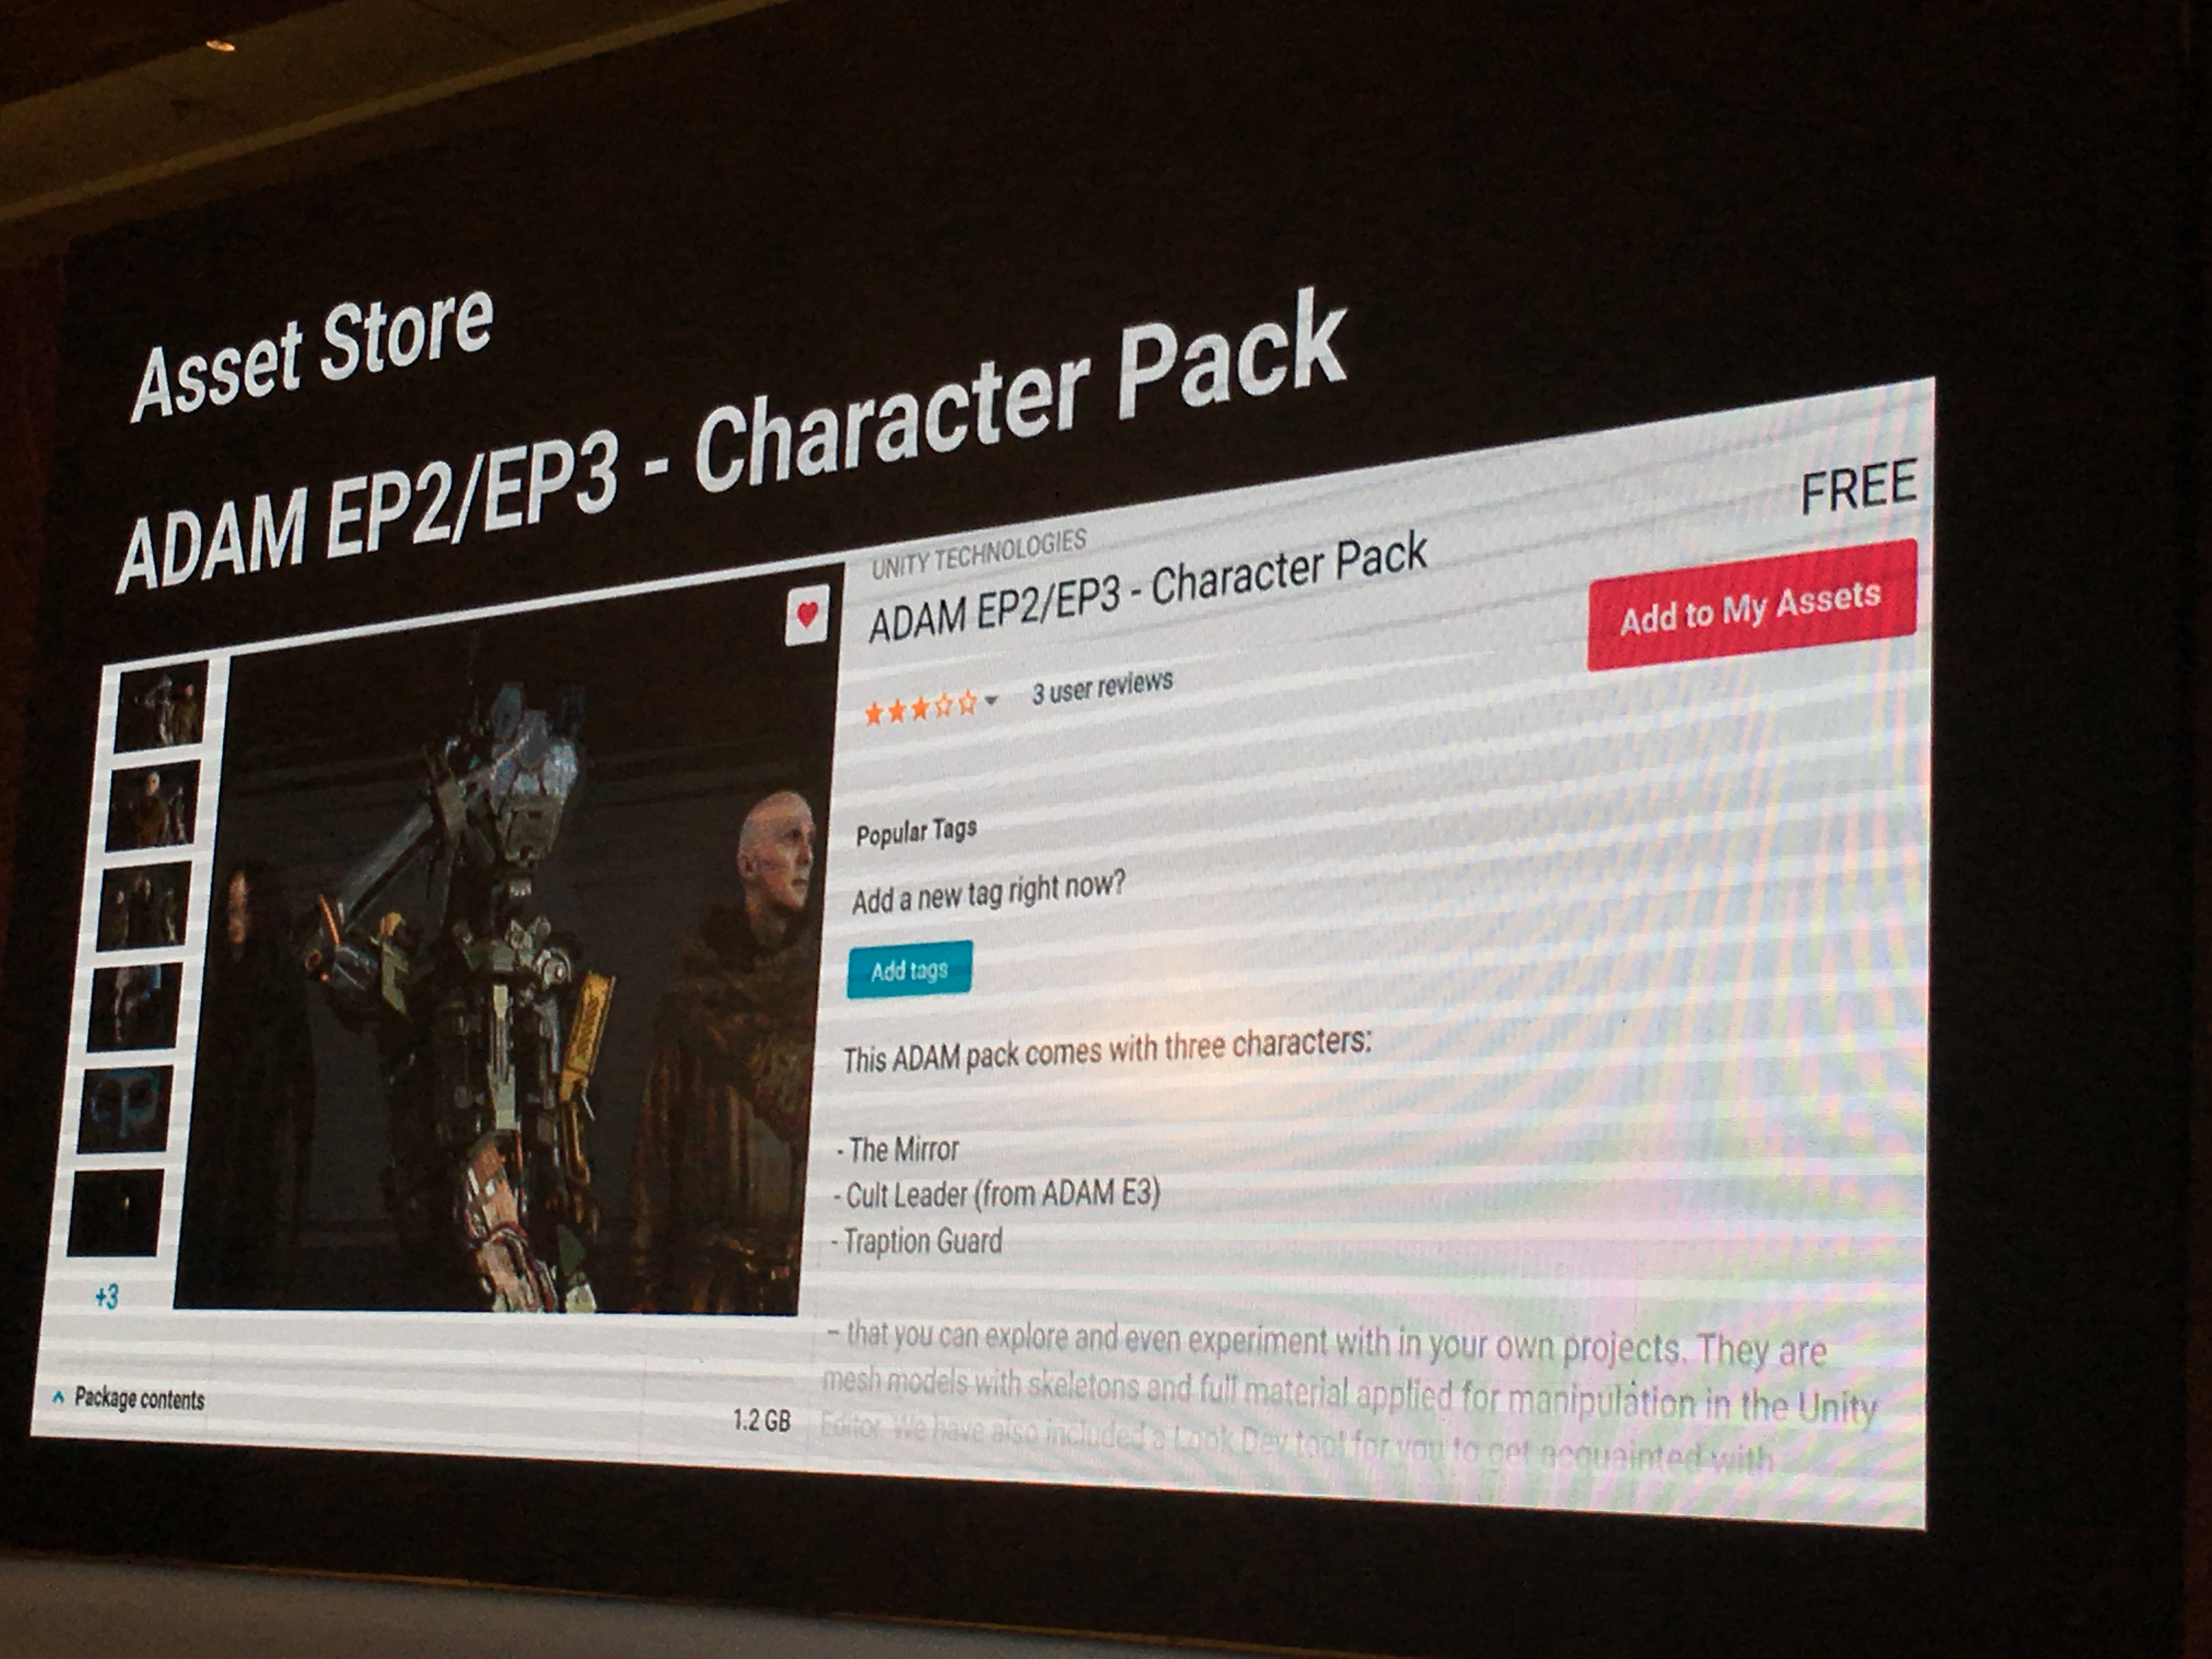 Asset Store
ADAM EP2/EP3 - Character Pack
UNITY TECHNOLOGIES
ADAM EP2/EP3 - Character Pack
FREE
Add to My Assets
3 user reviews
Popular Tags
Add a new tag right now?
Add tags
This ADAM pack comes with three characters:
- The Mirror
- Cult Leader (from ADAM E3)
- Traption Guard
– that you can explore and even experiment with in your own projects. They are
mesh models with skeletons and full material applied for manipulation in the Unity
Editor. We have also included a Look Dev tool for you to get acquainted with
+3
Package contents
1.2 GB